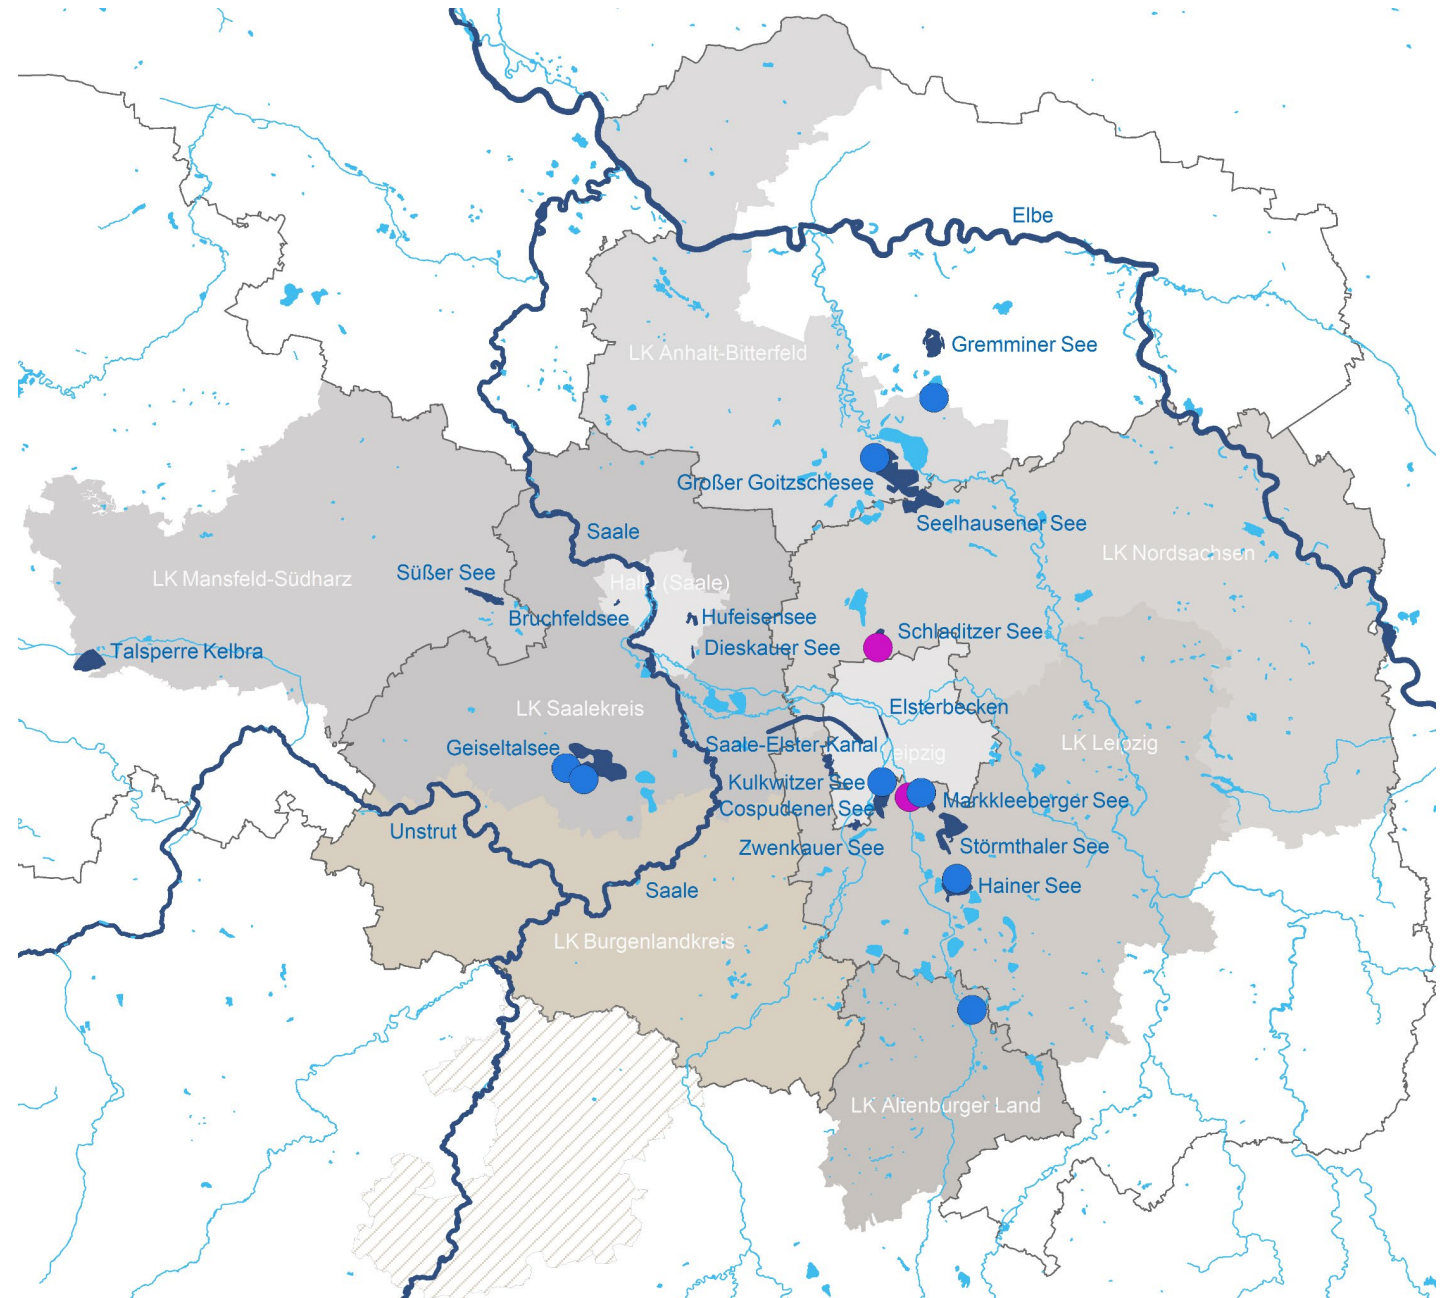 Elbe
Gremminer See
LK Anhalt-Bitterfeld
Großer Goitzschesee
Seelhausener See
LK Nordsachsen
Saale
LK Mansfeld-Südharz
Süßer See
Halle (Saale)
Bruchfeldsee
Hufeisensee
Schladitzer See
Dieskauer See
Talsperre Kelbra
LK Saalekreis
Elsterbecken
Geiseltalsee
Saale-Elster-Kanal
Leipzig
LK Leipzig
Kulkwitzer See
Cospudener See
Markkleeberger See
Unstrut
Zwenkauer See
Störmthaler See
Saale
Hainer See
LK Burgenlandkreis
LK Altenburger Land